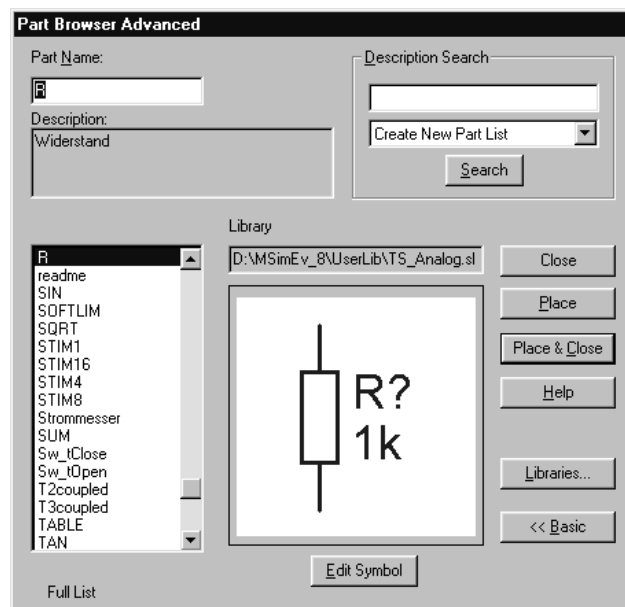 Part Browser Advanced
Part Name:
R
Description:
Widerstand
Description Search
Create New Part List
Search
Library
D:\MSimEv_8\UserLib\TS_Analog.sl
R
readme
SIN
SOFTLIM
SQRT
STIM1
STIM16
STIM4
STIM8
Strommesser
SUM
Sw_tClose
Sw_tOpen
T2coupled
T3coupled
TABLE
TAN
Full List
R?
1k
Edit Symbol
Close
Place
Place & Close
Help
Libraries...
<< Basic